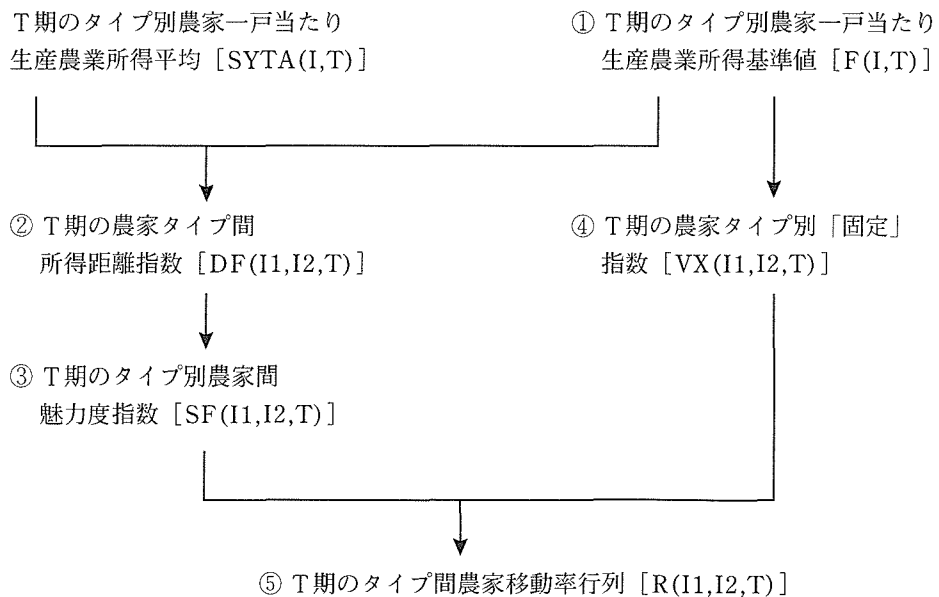 T期のタイプ別農家一戸当たり
生産農業所得平均［SYTA(I,T)］
① T期のタイプ別農家一戸当たり
生産農業所得基準値［F(I,T)］
② T期の農家タイプ間
所得距離指数［DF(I1,I2,T)］
④ T期の農家タイプ別「固定」
指数［VX(I1,I2,T)］
③ T期のタイプ別農家間
魅力度指数［SF(I1,I2,T)］
⑤ T期のタイプ間農家移動率行列［R(I1,I2,T)］